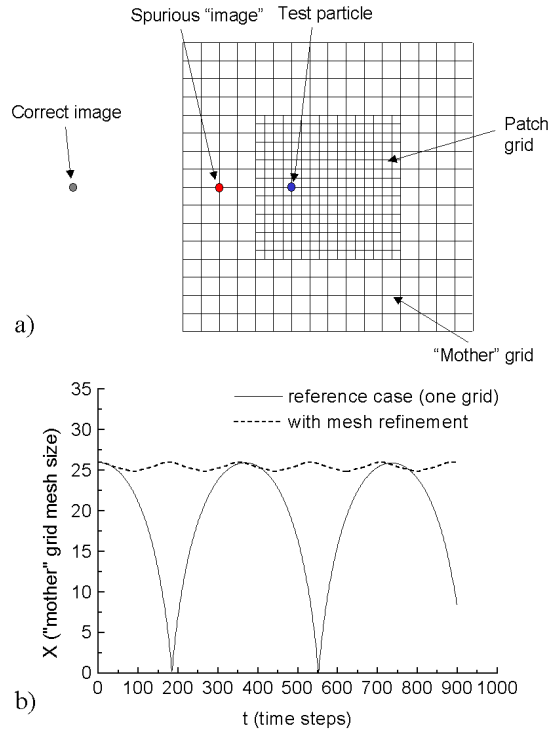 Spurious “image”
Test particle
Correct image
Patch
grid
a)
“Mother” grid
35
30
25
20
15
10
5
0
X ("mother" grid mesh size)
reference case (one grid)
with mesh refinement
0 100 200 300 400 500 600 700 800 900 1000
b)
t (time steps)